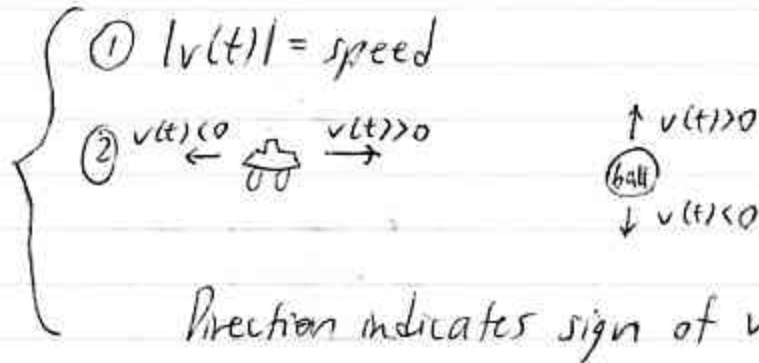 ① |v(t)| = speed
② v(t)<0 v(t)>0
↑ v(t)>0
ball
↓ v(t)<0
Direction indicates sign of v